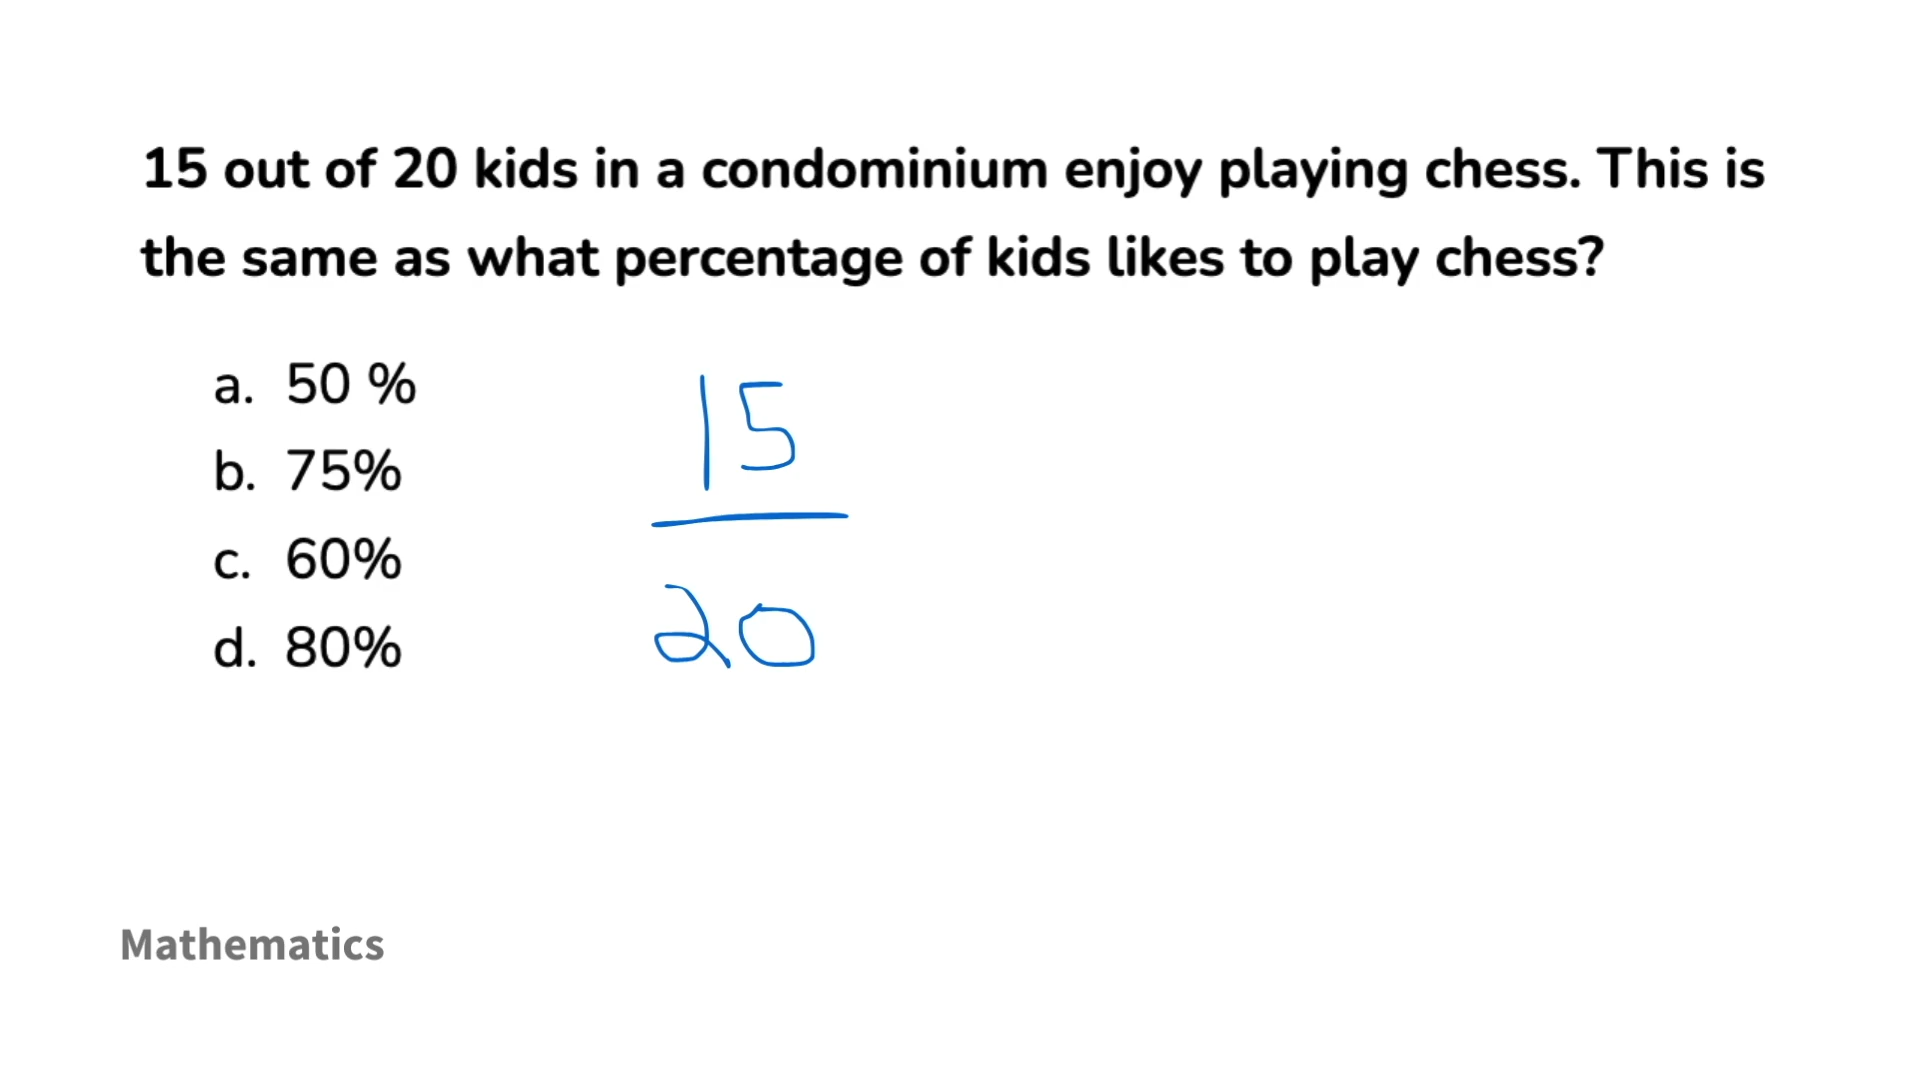 15 out of 20 kids in a condominium enjoy playing chess. This is
the same as what percentage of kids likes to play chess?
a. 50 %
b. 75%
c. 60%
d. 80%
15
20
Mathematics